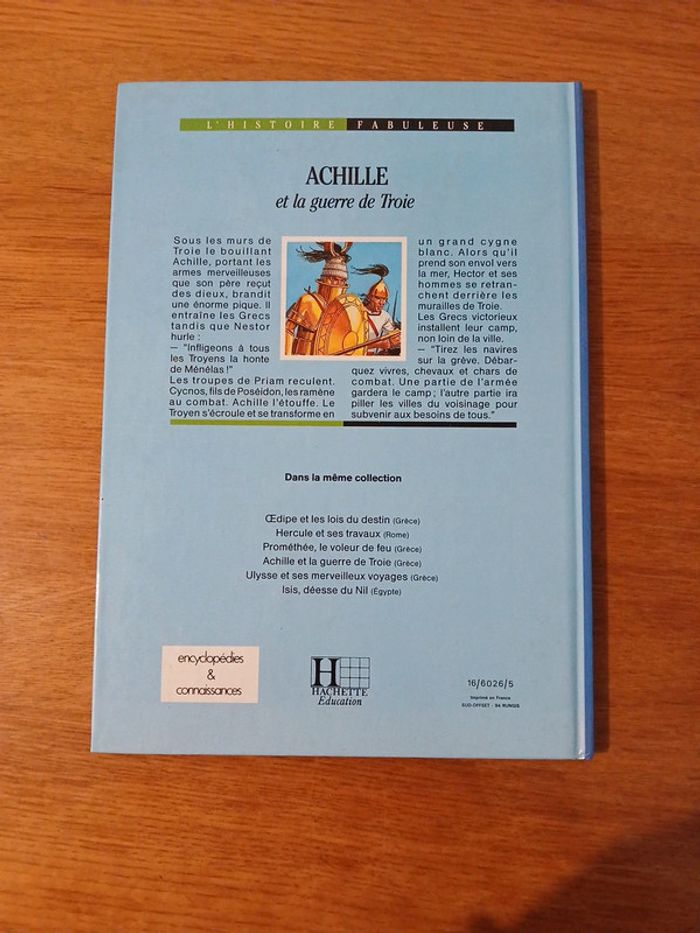 L'HISTOIRE FABULEUSE
ACHILLE
et la guerre de Troie
Sous les murs de
Troie le bouillant
Achille, portant les
armes merveilleuses
que son père reçut
des dieux, brandit
une énorme pique. Il
entraîne les Grecs
tandis que Nestor
hurle :
— "Infligeons à tous
les Troyens la honte
de Ménélas !"
Les troupes de Priam reculent.
Cycnos, fils de Poséidon, les ramène
au combat. Achille l'étouffe. Le
Troyen s'écroule et se transforme en
un grand cygne
blanc. Alors qu'il
prend son envol vers
la mer, Hector et ses
hommes se retran-
chent derrière les
murailles de Troie.
Les Grecs victorieux
installent leur camp,
non loin de la ville.
— "Tirez les navires
sur la grève. Débar-
quez vivres, chevaux et chars de
combat. Une partie de l'armée
gardera le camp ; l'autre partie ira
piller les villes du voisinage pour
subvenir aux besoins de tous."
Dans la même collection
Œdipe et les lois du destin (Grèce)
Hercule et ses travaux (Rome)
Prométhée, le voleur de feu (Grèce)
Achille et la guerre de Troie (Grèce)
Ulysse et ses merveilleux voyages (Grèce)
Isis, déesse du Nil (Égypte)
encyclopédies
&
connaissances
H
HACHETTE
Education
16/6026/5
Imprimé en France
SUD-OFFSET - 94 RUNGIS